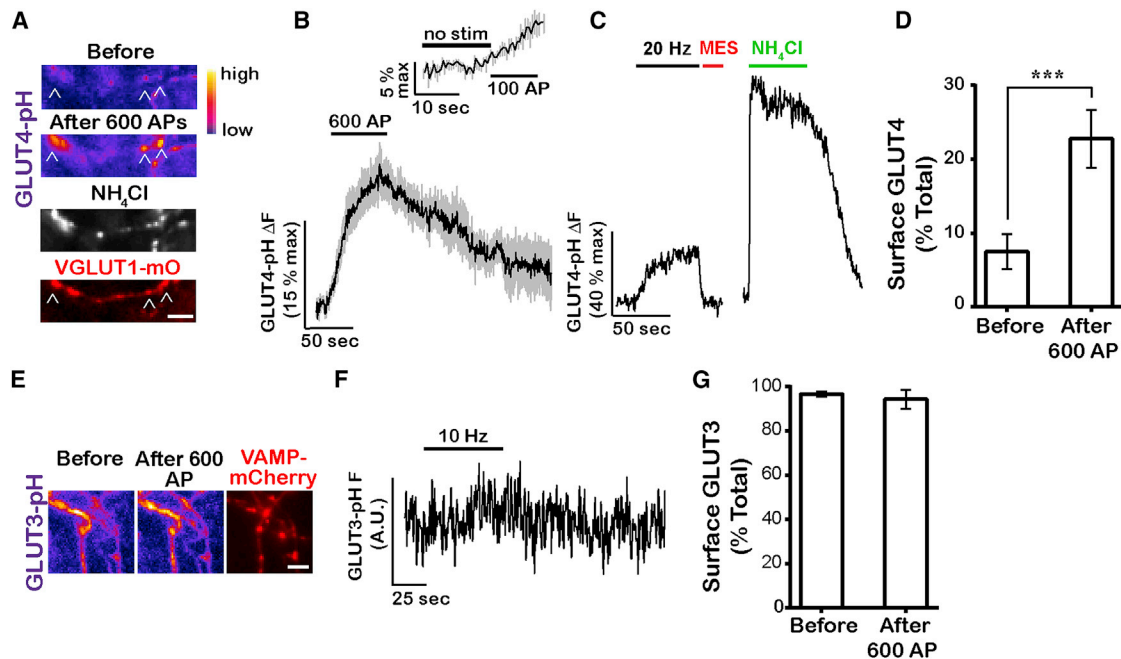 A
Before
GLUT4-pH
high
low
After 600 APs
NH4Cl
VGLUT1-mO
B
no stim
5 %
max
10 sec
100 AP
600 AP
GLUT4-pH ΔF
(15 % max)
50 sec
C
20 Hz
MES
NH4Cl
GLUT4-pH ΔF
(40 % max)
50 sec
D
***
Surface GLUT4
(% Total)
30
20
10
0
Before
After
600 AP
E
Before
After 600
AP
VAMP-
mCherry
GLUT3-pH
F
10 Hz
GLUT3-pH F
(A.U.)
25 sec
G
Surface GLUT3
(% Total)
100
80
60
40
20
0
Before
After
600 AP